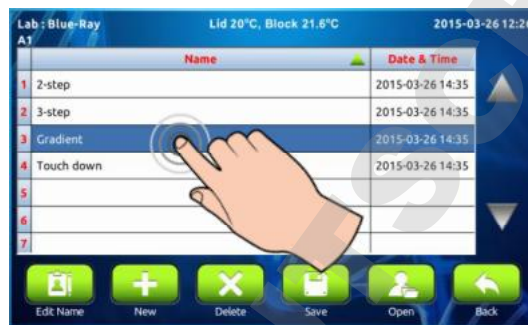 Lab : Blue-Ray Lid 20°C, Block 21.6°C 2015-03-26 12:26
A1
Name Date & Time
1 2-step 2015-03-26 14:35
2 3-step 2015-03-26 14:35
3 Gradient 2015-03-26 14:35
4 Touch down 2015-03-26 14:35
5
6
7
Edit Name New Delete Save Open Back